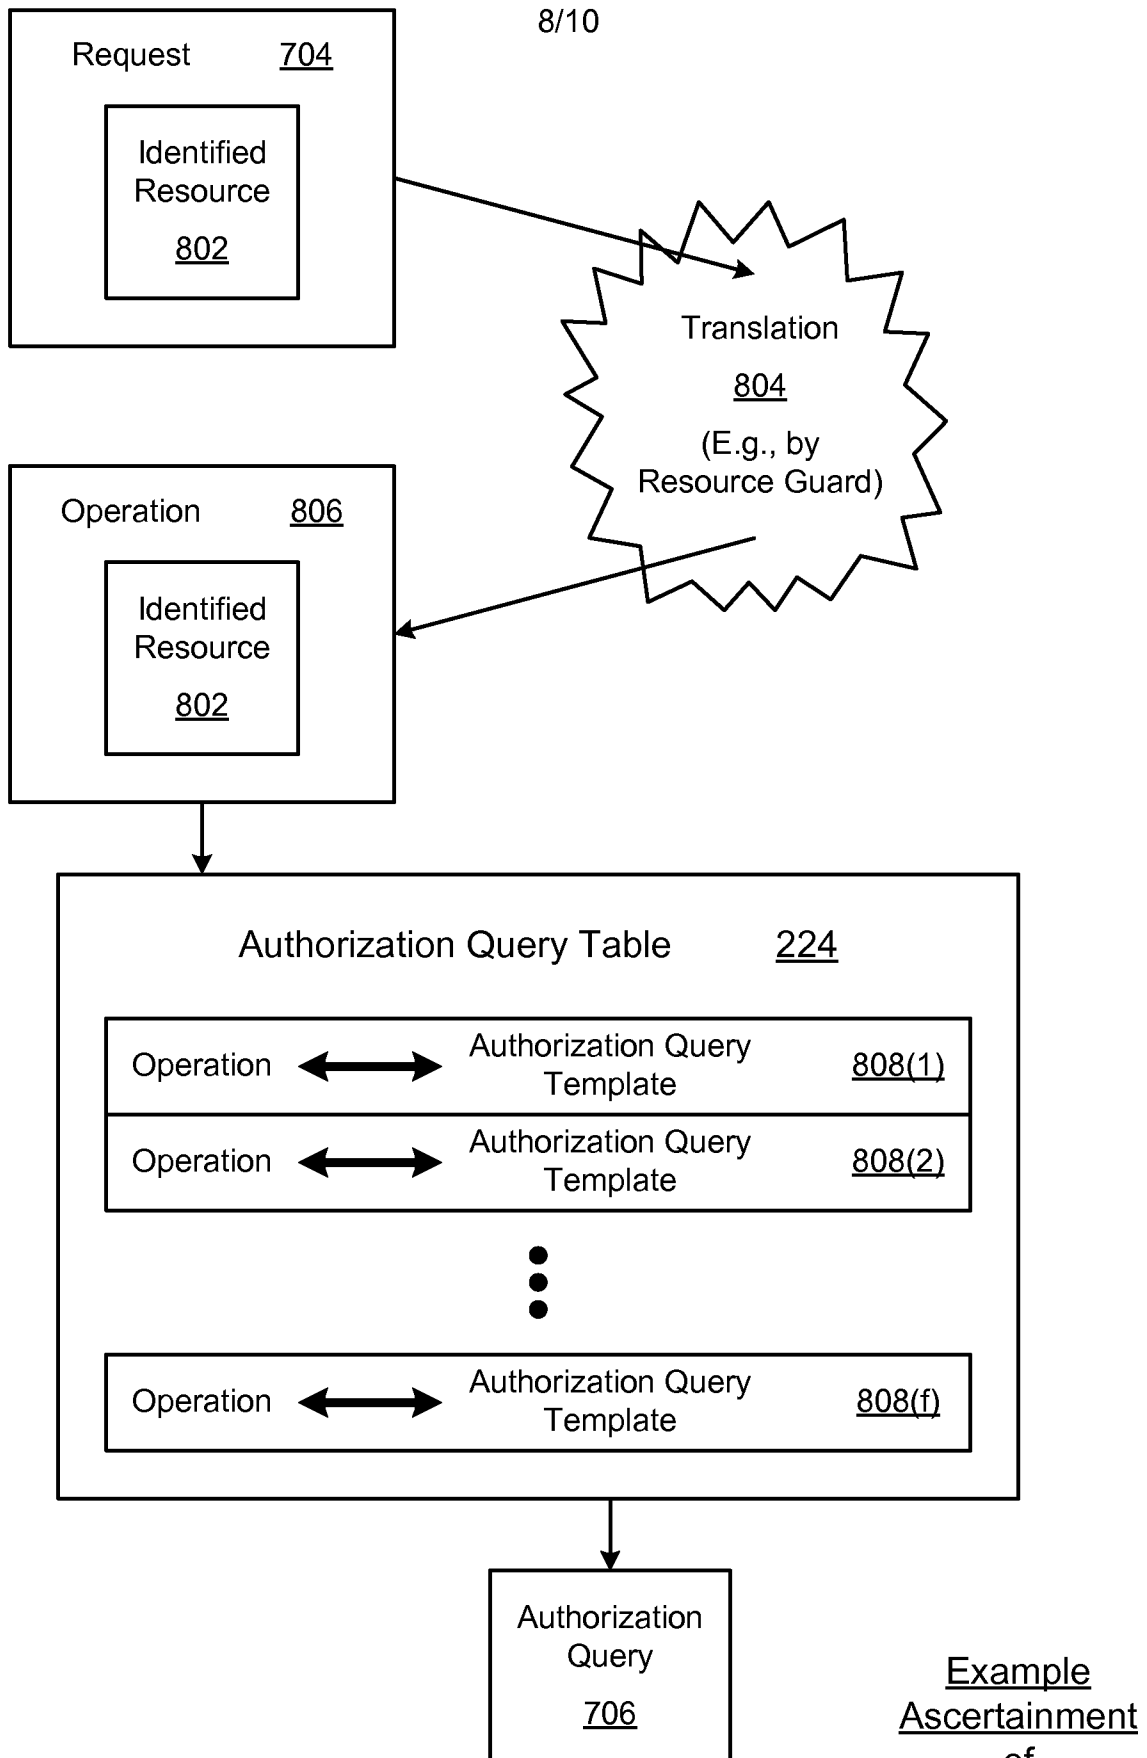 8/10
Request 704
Identified
Resource
802
Translation
804
(E.g., by
Resource Guard)
Operation 806
Identified
Resource
802
Authorization Query Table 224
Operation Authorization Query
Template 808(1)
Operation Authorization Query
Template 808(2)
Operation Authorization Query
Template 808(f)
Authorization
Query
706
Example
Ascertainment
of